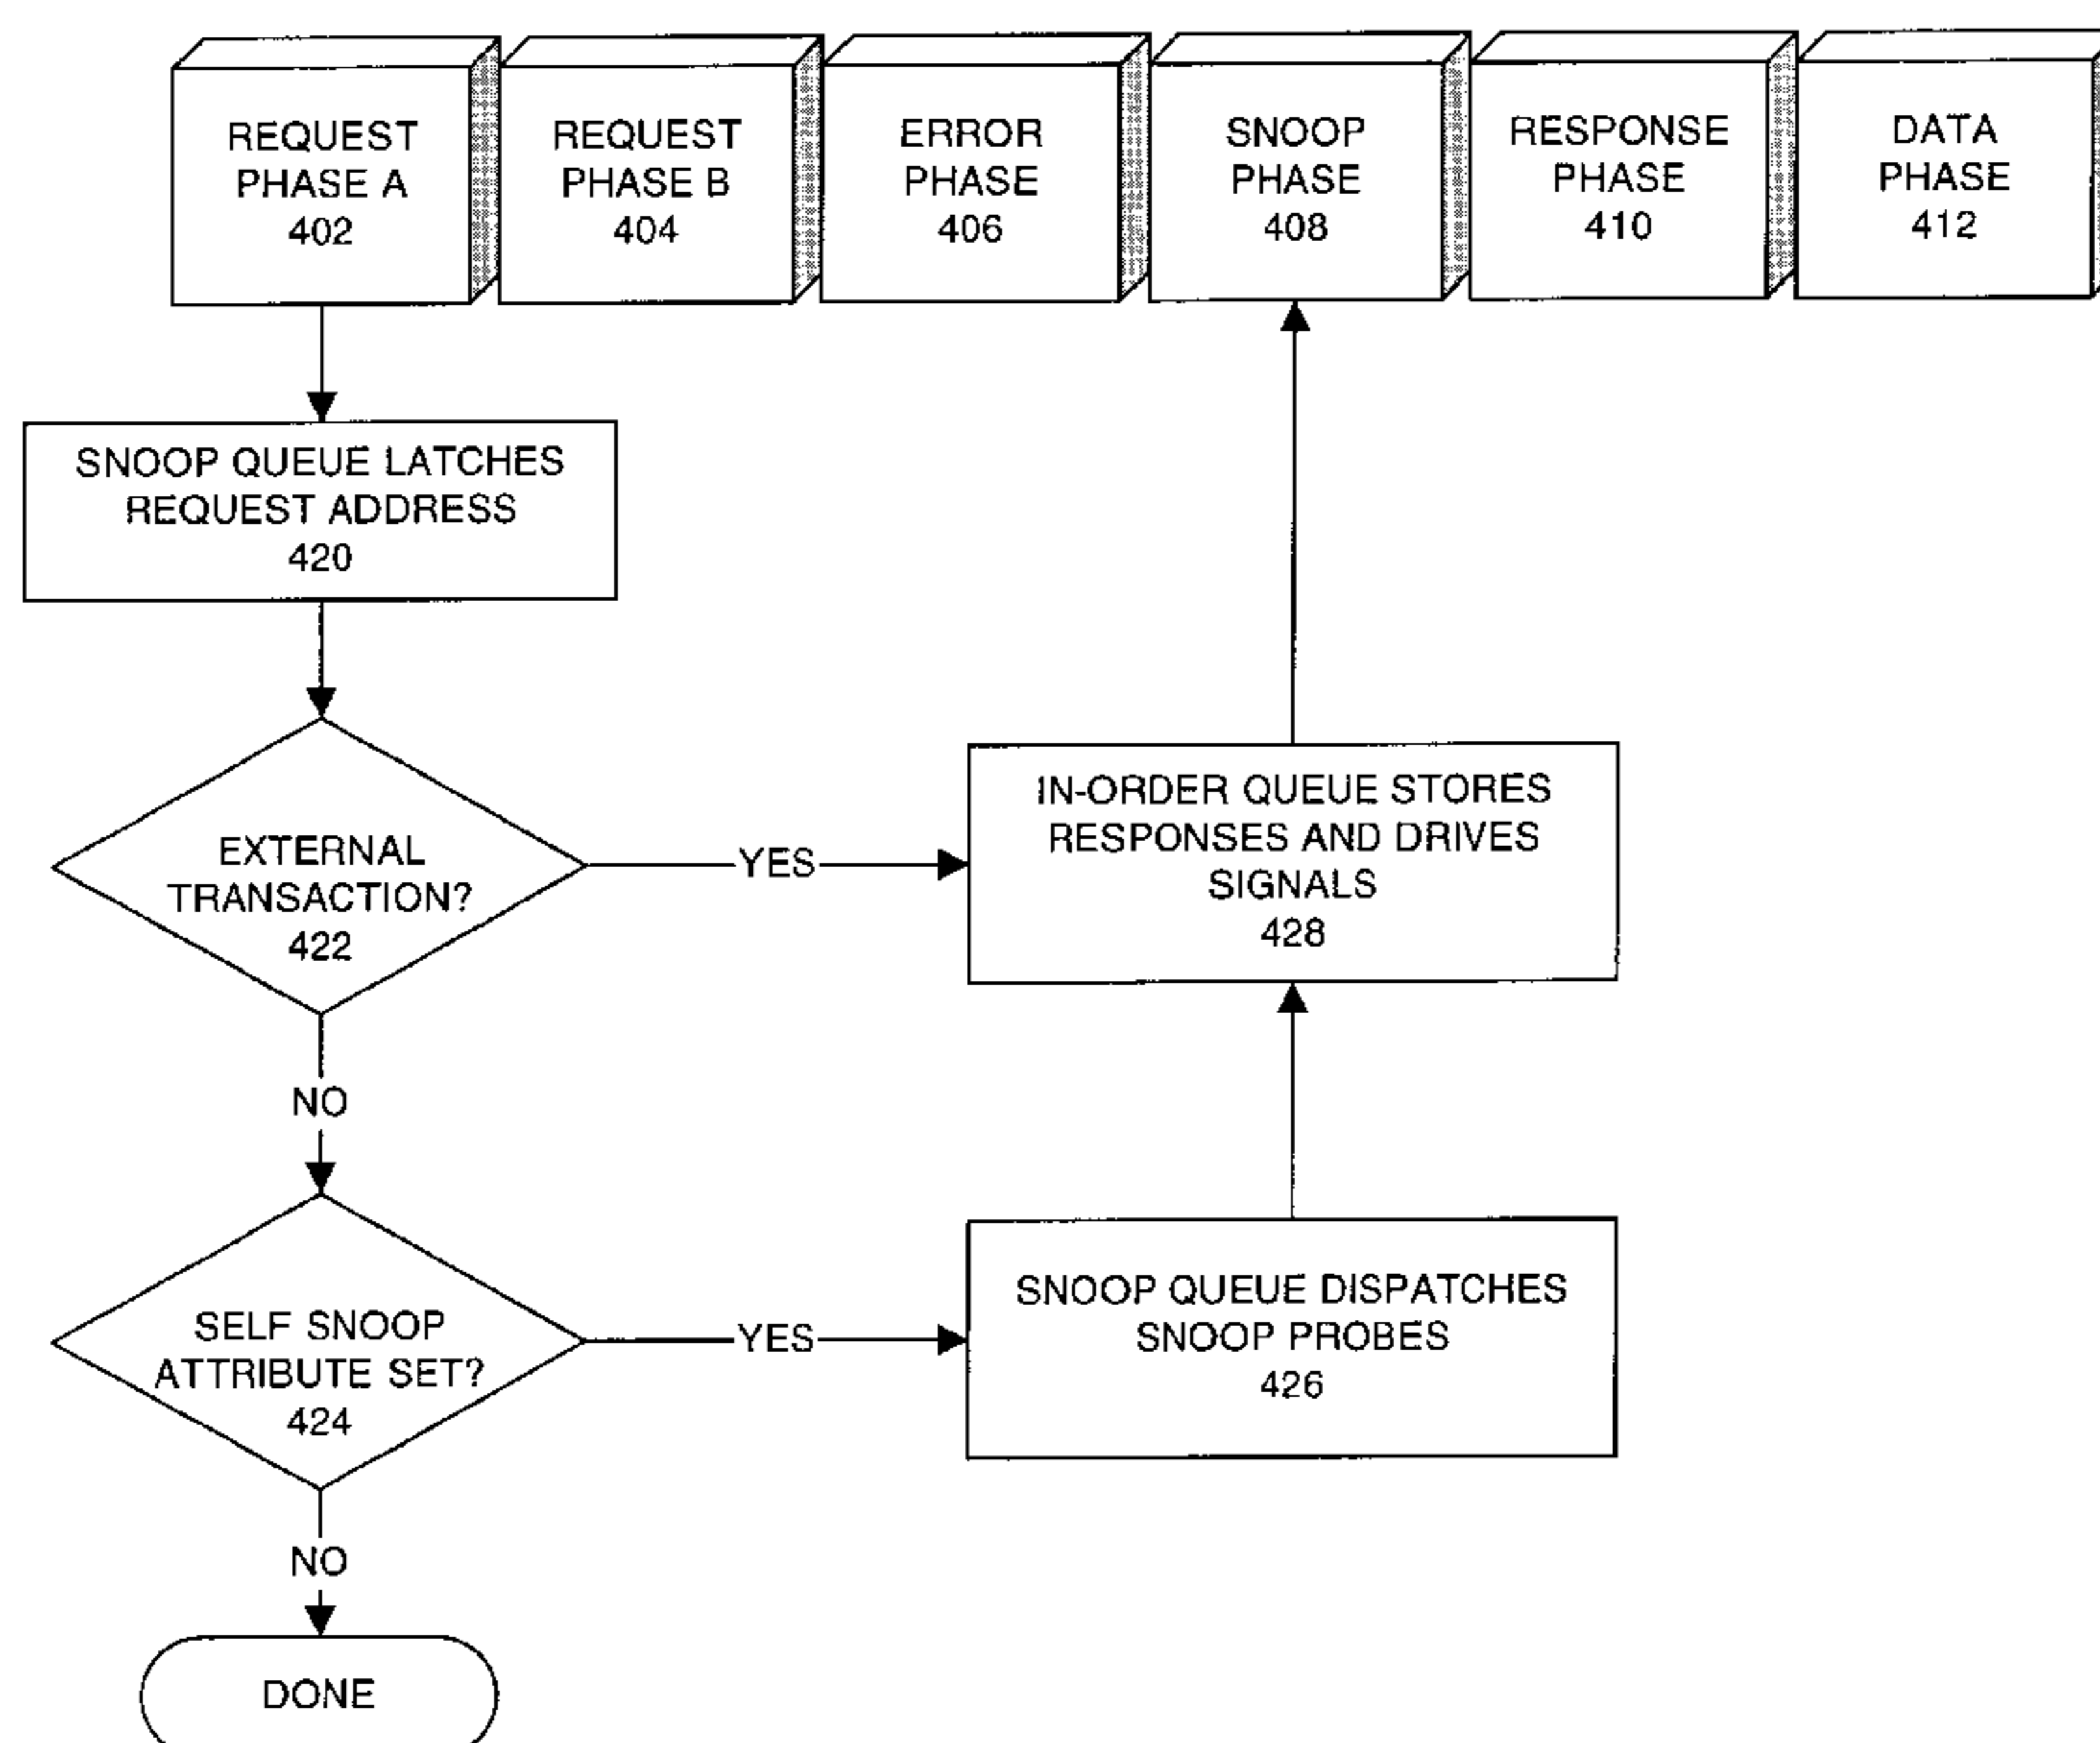 REQUEST
PHASE A
402
REQUEST
PHASE B
404
ERROR
PHASE
406
SNOOP
PHASE
408
RESPONSE
PHASE
410
DATA
PHASE
412
SNOOP QUEUE LATCHES
REQUEST ADDRESS
420
EXTERNAL
TRANSACTION?
422
YES
IN-ORDER QUEUE STORES
RESPONSES AND DRIVES
SIGNALS
428
NO
SELF SNOOP
ATTRIBUTE SET?
424
YES
SNOOP QUEUE DISPATCHES
SNOOP PROBES
426
NO
DONE